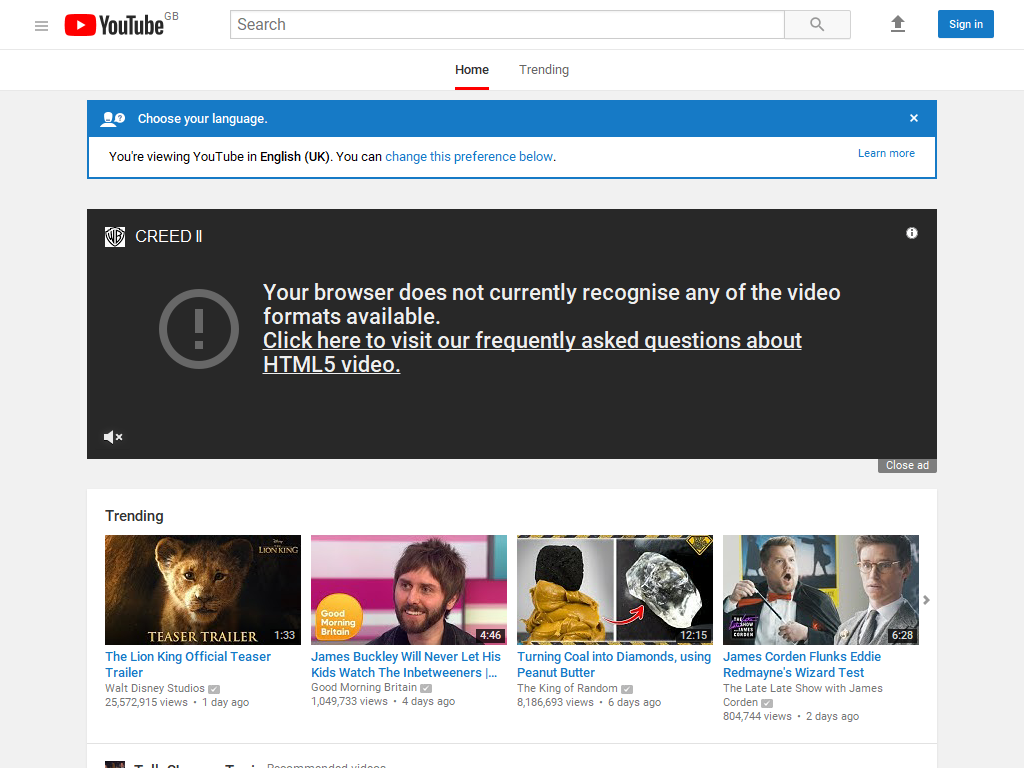 YouTube GB
Search
Sign in
Home Trending
Choose your language.
You're viewing YouTube in English (UK). You can change this preference below.
Learn more
CREED II
Your browser does not currently recognise any of the video
formats available.
Click here to visit our frequently asked questions about
HTML5 video.
Close ad
Trending
Disney
THE LION KING
TEASER TRAILER
1:33
The Lion King Official Teaser
Trailer
Walt Disney Studios
25,572,915 views • 1 day ago
Good
Morning
Britain
4:46
James Buckley Will Never Let His
Kids Watch The Inbetweeners |...
Good Morning Britain
1,049,733 views • 4 days ago
12:15
Turning Coal into Diamonds, using
Peanut Butter
The King of Random
8,186,693 views • 6 days ago
THE LATE LATE
SHOW JAMES
CORDEN
6:28
James Corden Flunks Eddie
Redmayne's Wizard Test
The Late Late Show with James
Corden
804,744 views • 2 days ago
Recommended videos